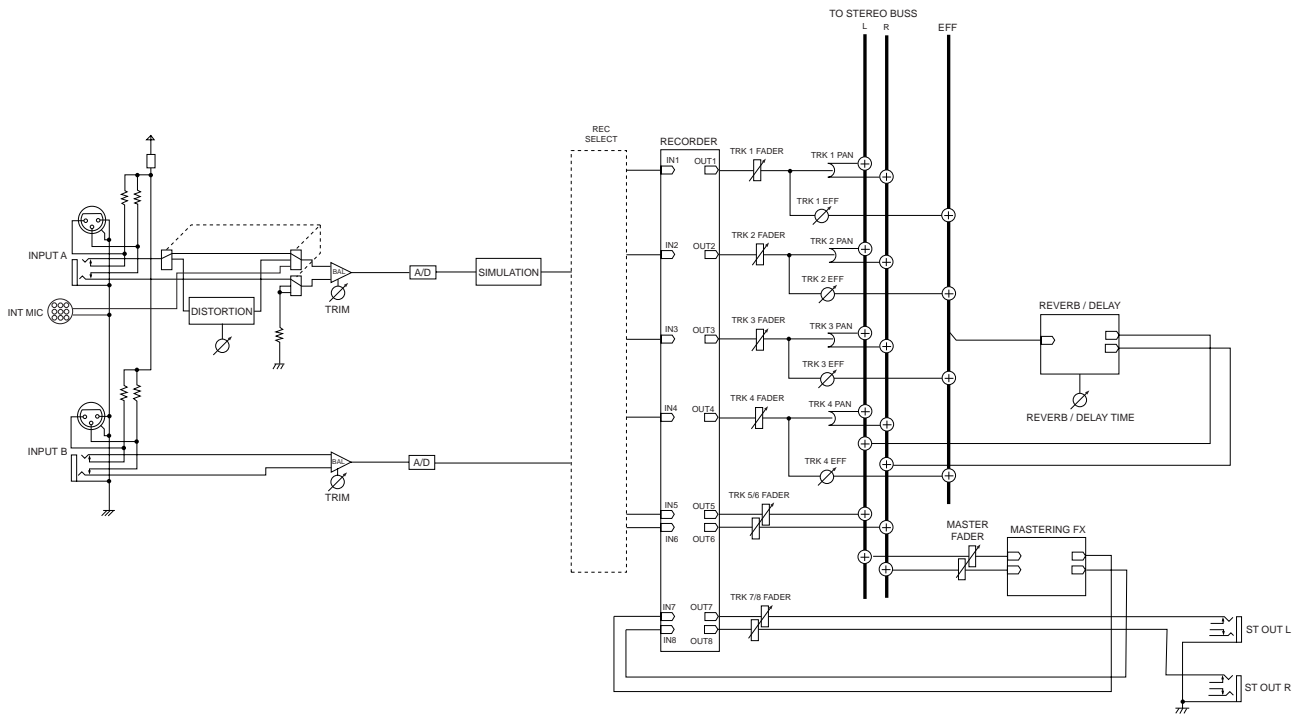 TO STEREO BUSS
L R
EFF
REC
SELECT
RECORDER
IN1 OUT1
TRK 1 FADER
TRK 1 PAN
TRK 1 EFF
INPUT A
IN2 OUT2
TRK 2 FADER
TRK 2 PAN
BAL
A/D
SIMULATION
TRK 2 EFF
INT MIC
DISTORTION
TRIM
REVERB / DELAY
IN3 OUT3
TRK 3 FADER
TRK 3 PAN
TRK 3 EFF
IN4 OUT4
TRK 4 FADER
TRK 4 PAN
REVERB / DELAY TIME
INPUT B
BAL
A/D
TRK 4 EFF
TRIM
TRK 5/6 FADER
IN5 OUT5
IN6 OUT6
MASTER
FADER
MASTERING FX
TRK 7/8 FADER
IN7 OUT7
IN8 OUT8
ST OUT L
ST OUT R